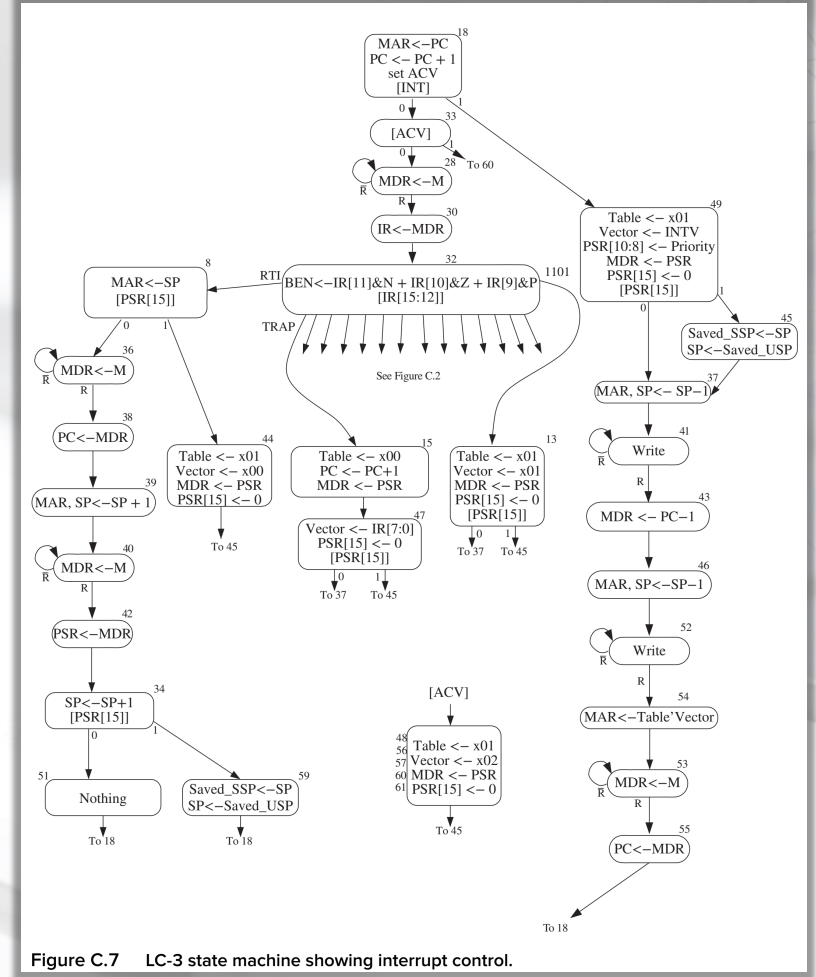 18
MAR<–PC
PC <– PC + 1
set ACV
[INT]
0
1
33
[ACV]
0
1
To 60
28
MDR<–M
R̅
R
30
IR<–MDR
32
BEN<–IR[11]&N + IR[10]&Z + IR[9]&P
[IR[15:12]]
RTI
1101
TRAP
See Figure C.2
8
MAR<–SP
[PSR[15]]
0
1
36
MDR<–M
R̅
R
38
PC<–MDR
39
MAR, SP<–SP + 1
40
MDR<–M
R̅
R
42
PSR<–MDR
34
SP<–SP+1
[PSR[15]]
0
1
51
Nothing
To 18
59
Saved_SSP<–SP
SP<–Saved_USP
To 18
44
Table <– x01
Vector <– x00
MDR <– PSR
PSR[15] <– 0
To 45
15
Table <– x00
PC <– PC+1
MDR <– PSR
47
Vector <– IR[7:0]
PSR[15] <– 0
[PSR[15]]
0
1
To 37
To 45
13
Table <– x01
Vector <– x01
MDR <– PSR
PSR[15] <– 0
[PSR[15]]
0
1
To 37
To 45
[ACV]
48
56
57
60
61
Table <– x01
Vector <– x02
MDR <– PSR
PSR[15] <– 0
To 45
49
Table <– x01
Vector <– INTV
PSR[10:8] <– Priority
MDR <– PSR
PSR[15] <– 0
[PSR[15]]
0
1
45
Saved_SSP<–SP
SP<–Saved_USP
37
MAR, SP<– SP–1
41
Write
R̅
R
43
MDR <– PC–1
46
MAR, SP<–SP–1
52
Write
R̅
R
54
MAR<–Table'Vector
53
MDR<–M
R̅
R
55
PC<–MDR
To 18
Figure C.7 LC-3 state machine showing interrupt control.